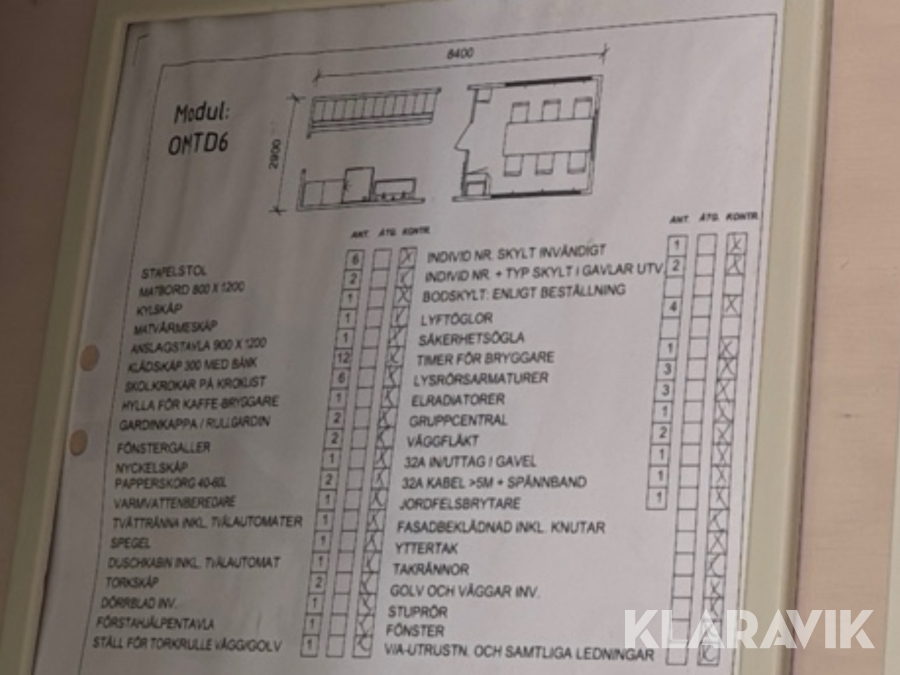 8400
Modul:
OMTD6
2900
ANT. ÅTG. KONTR.
STAPELSTOL 6
MATBORD 800 X 1200 2
KYLSKÅP 1
MATVÄRMESKÅP 1
ANSLAGSTAVLA 900 X 1200 1
KLÄDSKÅP 300 MED BÄNK 12
SKOLKROKAR PÅ KROKLIST 6
HYLLA FÖR KAFFE-BRYGGARE 1
GARDINKAPPA / RULLGARDIN 2
FÖNSTERGALLER 2
NYCKELSKÅP 1
PAPPERSKORG 40-60L 2
VARMVATTENBEREDARE 1
TVÄTTRÄNNA INKL. TVÅLAUTOMATER 1
SPEGEL 1
DUSCHKABIN INKL. TVÅLAUTOMAT 1
TORKSKÅP 2
DÖRRBLAD INV. 1
FÖRSTAHJÄLPENTAVLA 1
STÄLL FÖR TORKRULLE VÄGG/GOLV 1
ANT. ÅTG. KONTR.
INDIVID NR. SKYLT INVÄNDIGT 1
INDIVID NR. + TYP SKYLT I GAVLAR UTV. 2
BODSKYLT: ENLIGT BESTÄLLNING
LYFTÖGLOR 4
SÄKERHETSÖGLA
TIMER FÖR BRYGGARE 1
LYSRÖRSARMATURER 3
ELRADIATORER 3
GRUPPCENTRAL 1
VÄGGFLÄKT 2
32A IN/UTTAG I GAVEL 1
32A KABEL >5M + SPÄNNBAND 1
JORDFELSBRYTARE 1
FASADBEKLÄDNAD INKL. KNUTAR
YTTERTAK
TAKRÄNNOR
GOLV OCH VÄGGAR INV.
STUPRÖR
FÖNSTER
V/A-UTRUSTN. OCH SAMTLIGA LEDNINGAR
KLARAVIK